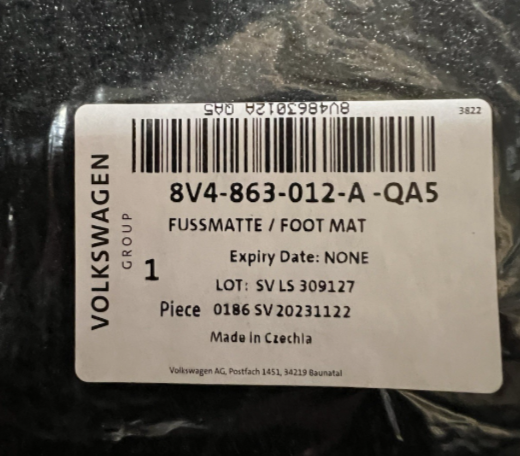 8V4863012A QA5
3822
8V4-863-012-A -QA5
FUSSMATTE / FOOT MAT
VOLKSWAGEN
GROUP
1
Expiry Date: NONE
LOT: SV LS 309127
Piece 0186 SV 20231122
Made in Czechia
Volkswagen AG, Postfach 1451, 34219 Baunatal